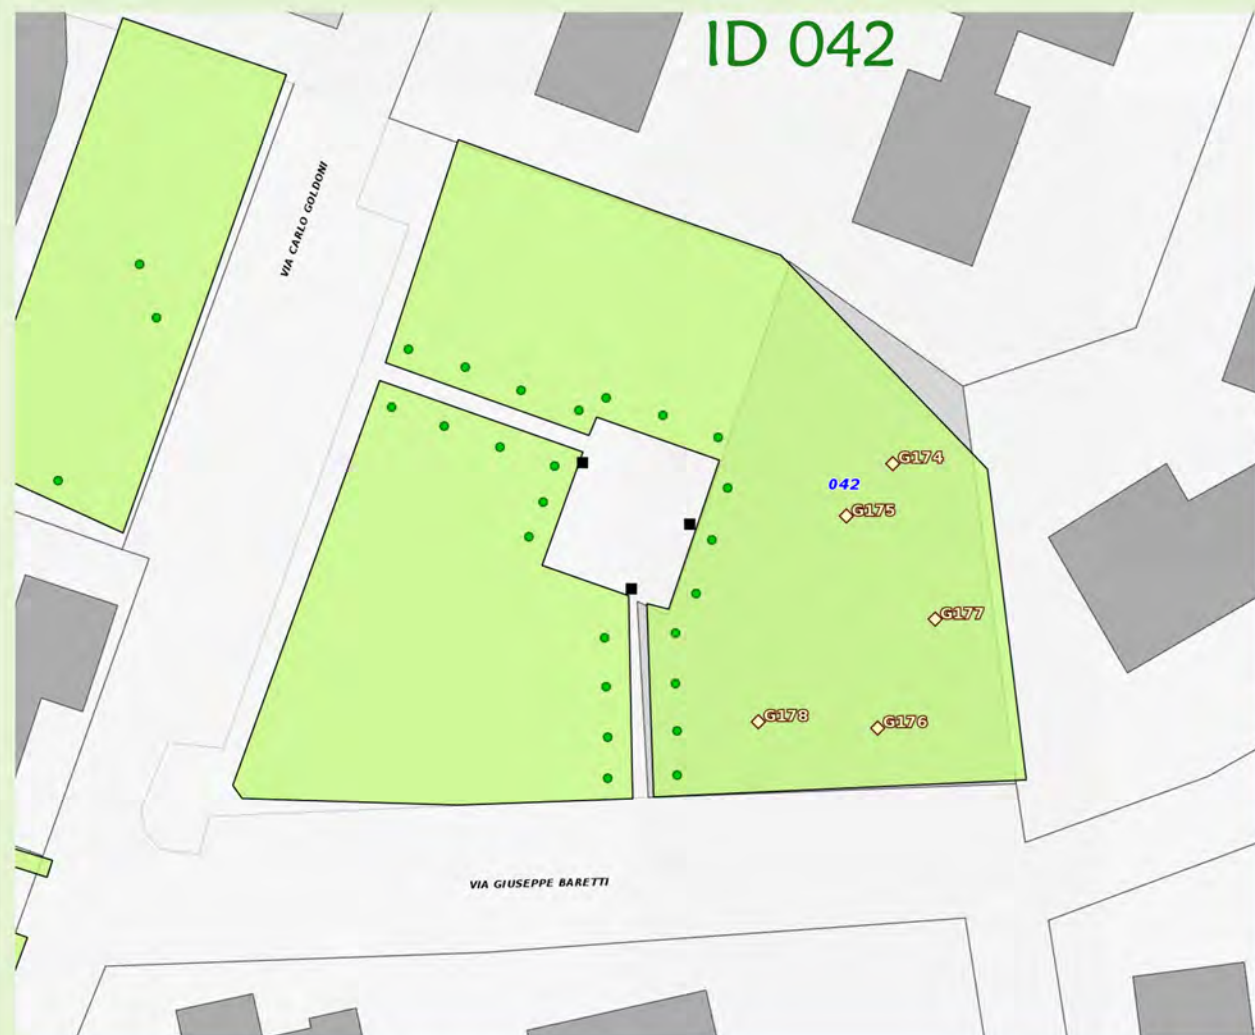 ID 042
VIA CARLO GOLDONI
G174
042
G175
G177
G178
G176
VIA GIUSEPPE BARETTI